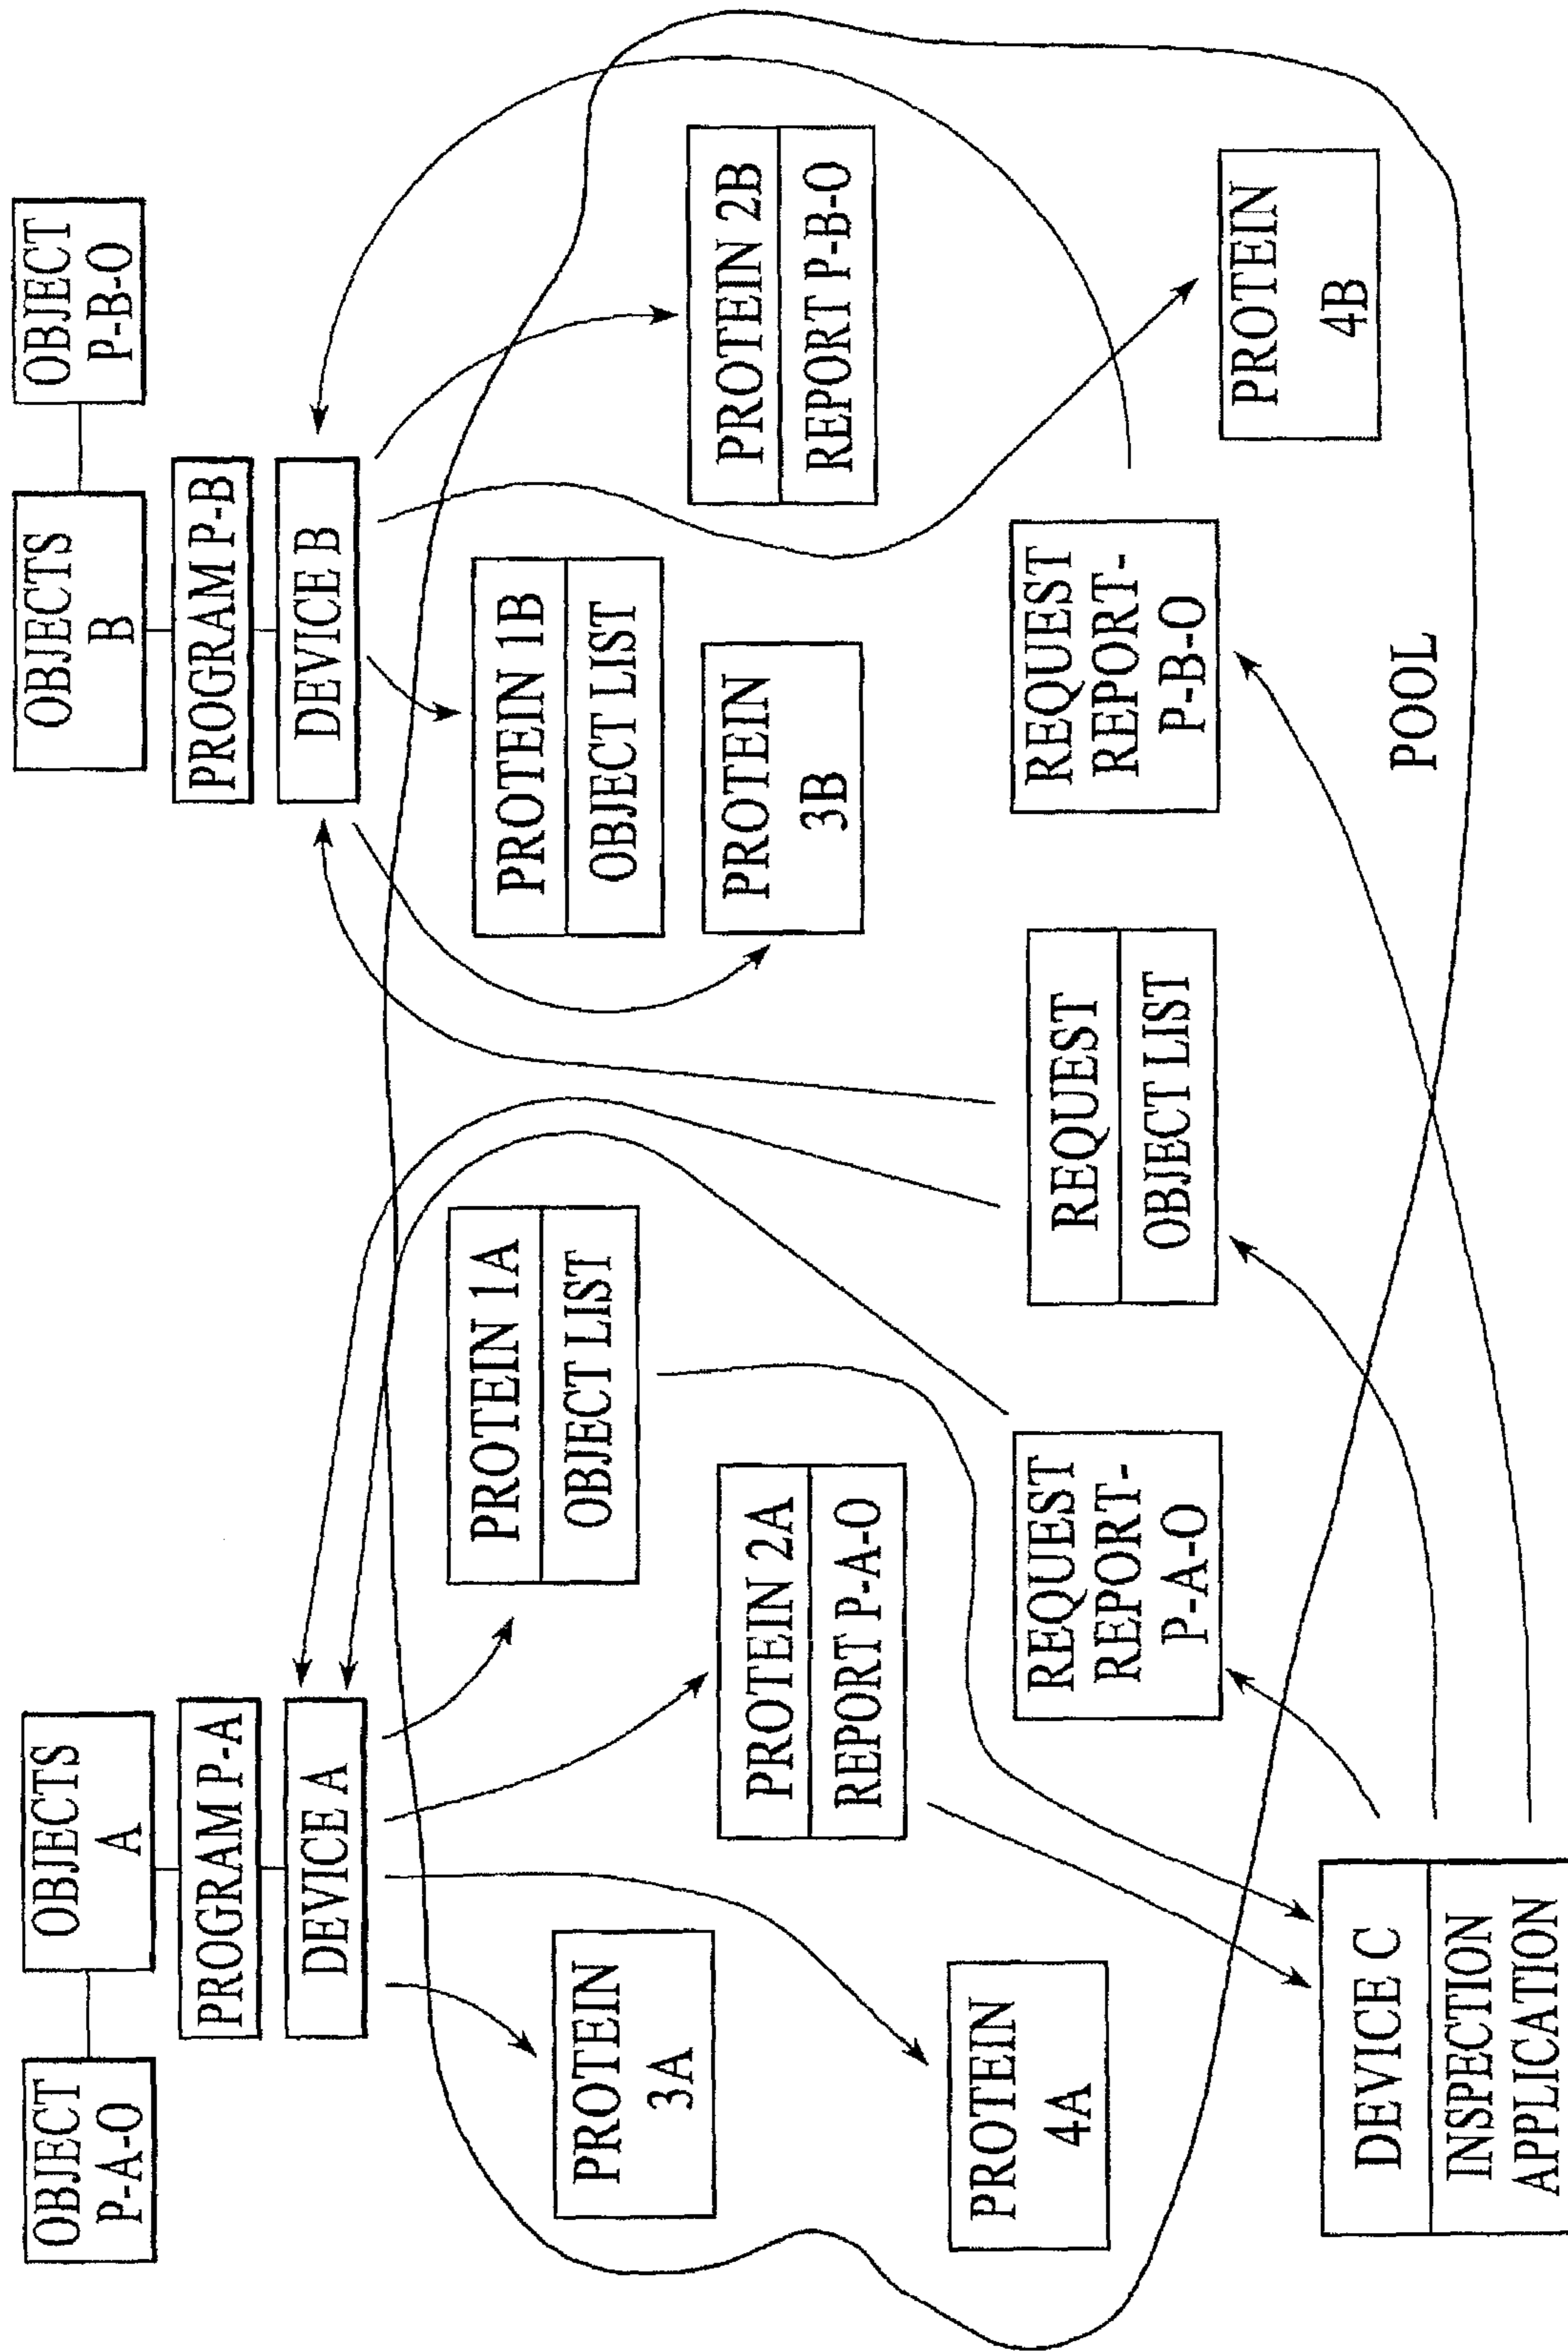 OBJECT
P-A-O
OBJECTS
A
PROGRAM P-A
DEVICE A
OBJECTS
B
OBJECT
P-B-O
PROGRAM P-B
DEVICE B
PROTEIN
3A
PROTEIN 1A
OBJECT LIST
PROTEIN 1B
OBJECT LIST
PROTEIN 2A
REPORT P-A-O
PROTEIN
3B
PROTEIN 2B
REPORT P-B-O
PROTEIN
4A
REQUEST
REPORT-
P-A-O
REQUEST
OBJECT LIST
REQUEST
REPORT-
P-B-O
PROTEIN
4B
POOL
DEVICE C
INSPECTION
APPLICATION